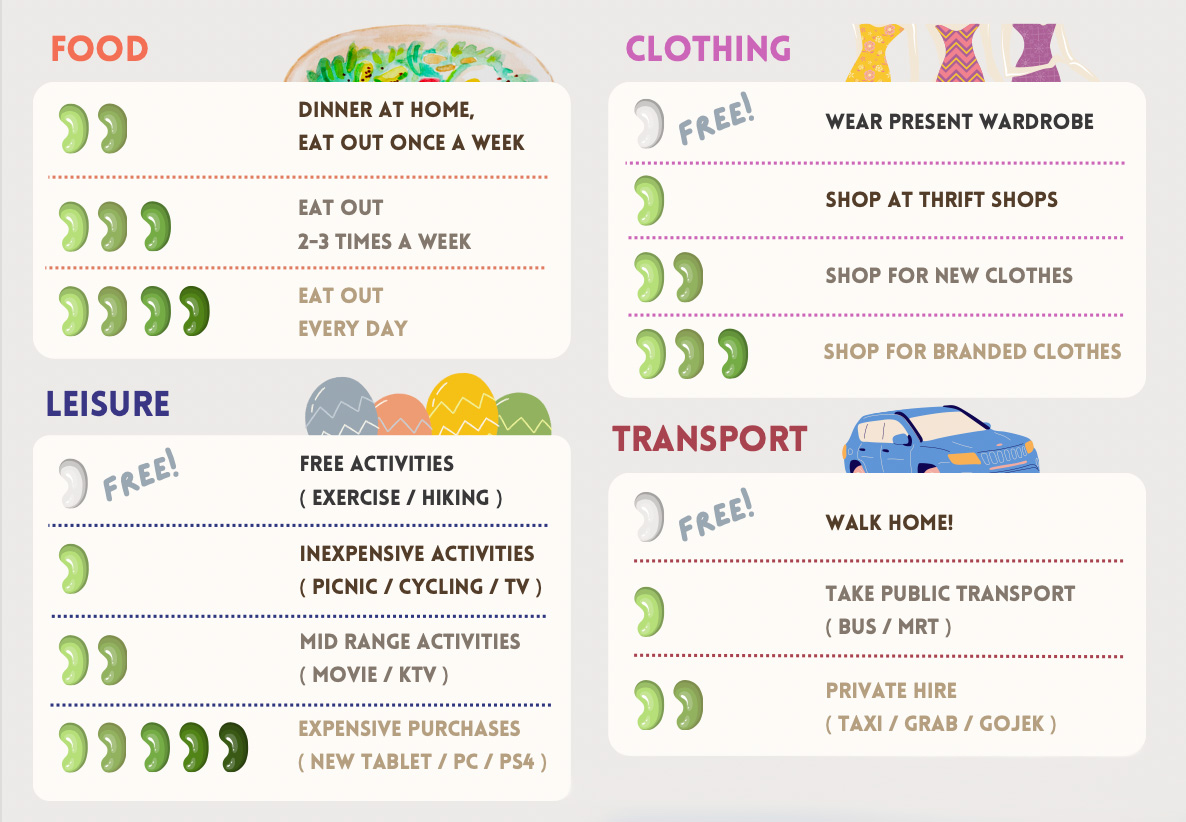 FOOD
DINNER AT HOME,
EAT OUT ONCE A WEEK
EAT OUT
2-3 TIMES A WEEK
EAT OUT
EVERY DAY
LEISURE
FREE!
FREE ACTIVITIES
( EXERCISE / HIKING )
INEXPENSIVE ACTIVITIES
( PICNIC / CYCLING / TV )
MID RANGE ACTIVITIES
( MOVIE / KTV )
EXPENSIVE PURCHASES
( NEW TABLET / PC / PS4 )
CLOTHING
FREE!
WEAR PRESENT WARDROBE
SHOP AT THRIFT SHOPS
SHOP FOR NEW CLOTHES
SHOP FOR BRANDED CLOTHES
TRANSPORT
FREE!
WALK HOME!
TAKE PUBLIC TRANSPORT
( BUS / MRT )
PRIVATE HIRE
( TAXI / GRAB / GOJEK )